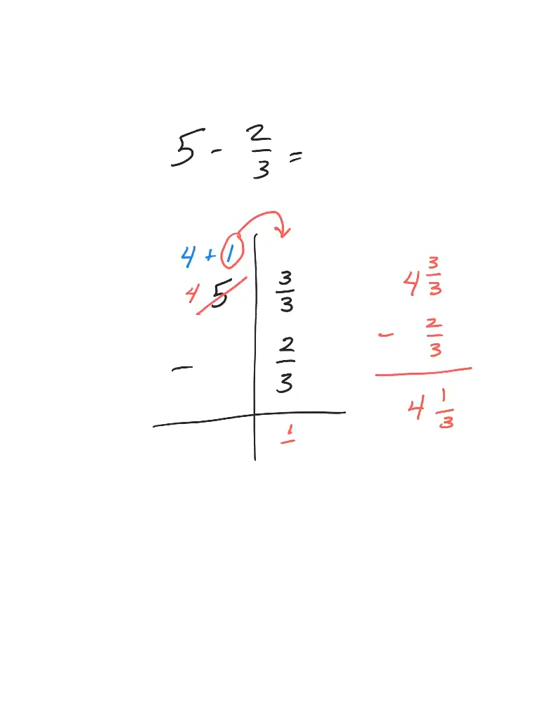 5 - 2/3 =
4 + 1
4 5 3/3
- 2/3
1
4 3/3
- 2/3
4 1/3